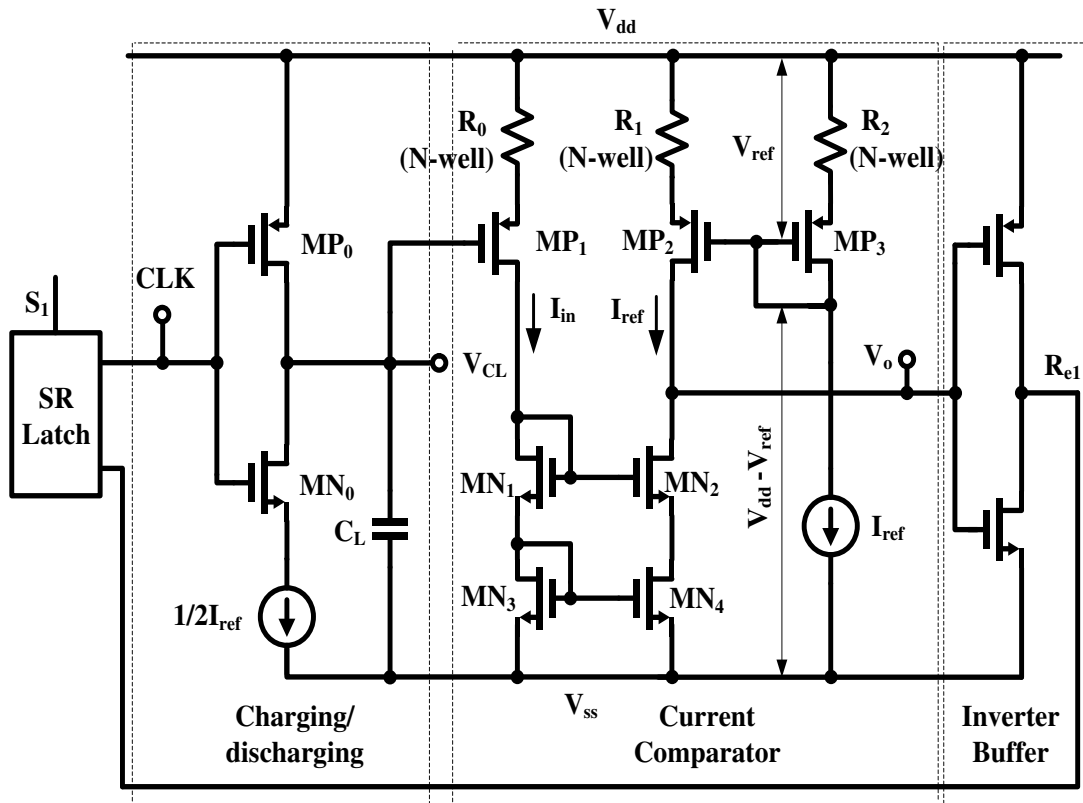 V_dd
R_0
(N-well)
R_1
(N-well)
V_ref
R_2
(N-well)
MP_0
MP_1
MP_2
MP_3
CLK
S_1
I_in
I_ref
SR
Latch
V_CL
V_o
R_e1
MN_0
MN_1
MN_2
V_dd - V_ref
C_L
I_ref
MN_3
MN_4
1/2I_ref
V_ss
Charging/
discharging
Current
Comparator
Inverter
Buffer